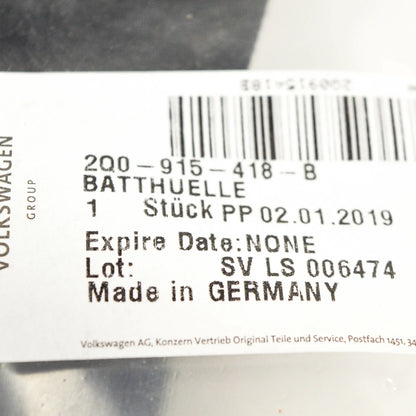 2Q0-915-418-B
BATTHUELLE
1 Stück PP 02.01.2019
Expire Date: NONE
Lot: SV LS 006474
Made in GERMANY
VOLKSWAGEN
GROUP
Volkswagen AG, Konzern Vertrieb Original Teile und Service, Postfach 1451, 34